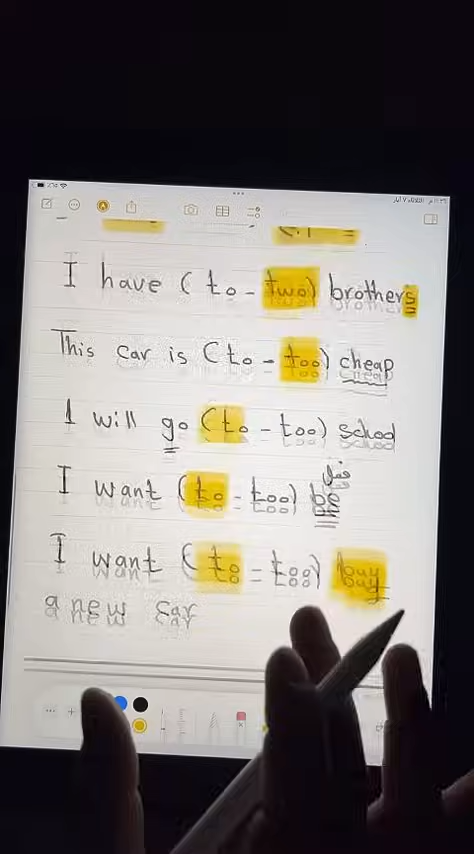 I have (to - two) brothers
This car is (to - too) cheap
I will go (to - too) school
I want (to - too) be
فعل
I want (to - too) buy
a new car